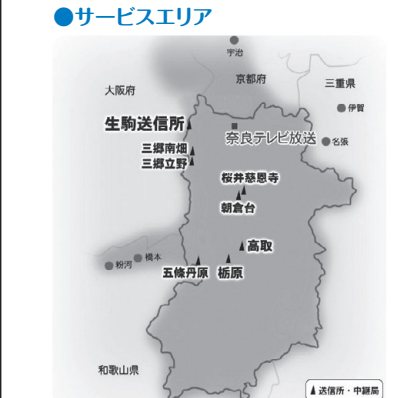 ●サービスエリア
宇治
京都府
三重県
大阪府
伊賀
生駒送信所
奈良テレビ放送
名張
三郷南畑
三郷立野
桜井慈恩寺
朝倉台
高取
橋本
粉河
五條丹原
栃原
和歌山県
▲送信所・中継局